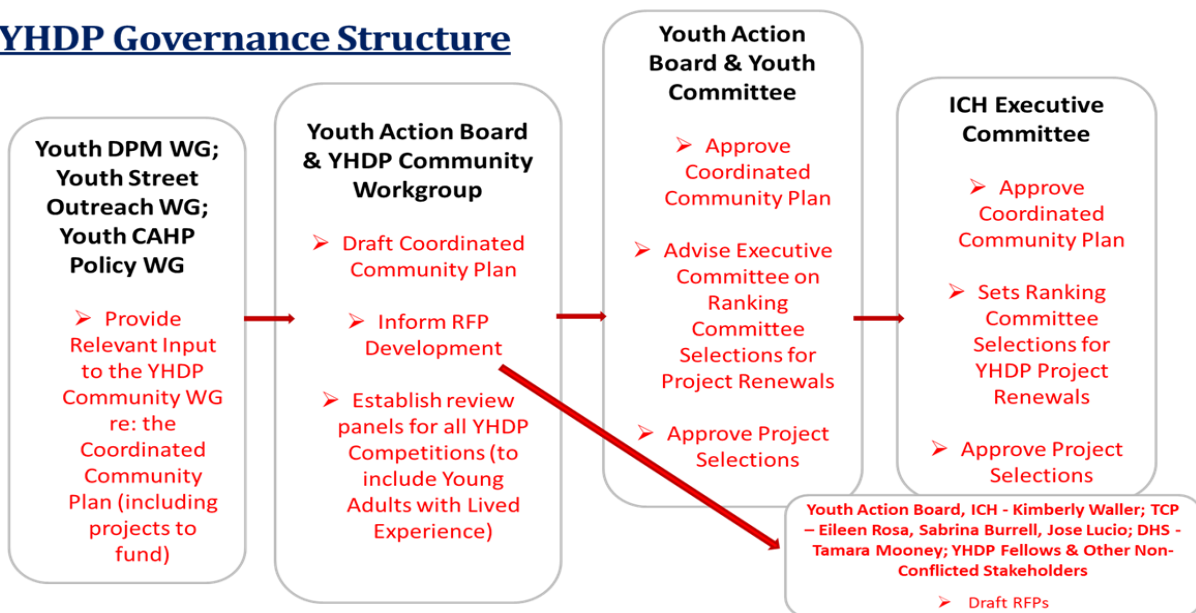 YHDP Governance Structure
Youth DPM WG;
Youth Street
Outreach WG;
Youth CAHP
Policy WG
➢ Provide
Relevant Input
to the YHDP
Community WG
re: the
Coordinated
Community
Plan (including
projects to
fund)
Youth Action Board
& YHDP Community
Workgroup
➢ Draft Coordinated
Community Plan
➢ Inform RFP
Development
➢ Establish review
panels for all YHDP
Competitions (to
include Young
Adults with Lived
Experience)
Youth Action
Board & Youth
Committee
➢ Approve
Coordinated
Community Plan
➢ Advise Executive
Committee on
Ranking
Committee
Selections for
Project Renewals
➢ Approve Project
Selections
ICH Executive
Committee
➢ Approve
Coordinated
Community Plan
➢ Sets Ranking
Committee
Selections for
YHDP Project
Renewals
➢ Approve Project
Selections
Youth Action Board, ICH - Kimberly Waller; TCP
– Eileen Rosa, Sabrina Burrell, Jose Lucio; DHS -
Tamara Mooney; YHDP Fellows & Other Non-
Conflicted Stakeholders
➢ Draft RFPs